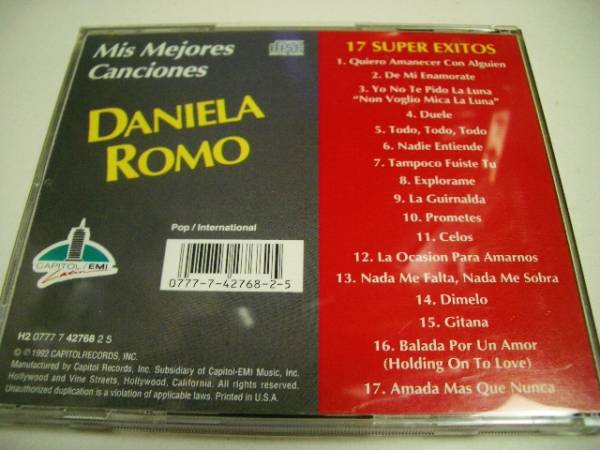 Mis Mejores
Canciones
DANIELA
ROMO
Pop / International
0777-7-42768-2-5
CAPITOL/EMI
Latin
H2 0777 7 42768 2 5
© ℗ 1992 CAPITOL RECORDS, INC.
Manufactured by Capitol Records, Inc. Subsidiary of Capitol-EMI Music, Inc.
Hollywood and Vine Streets, Hollywood, California. All rights reserved.
Unauthorized duplication is a violation of applicable laws. Printed in U.S.A.
17 SUPER EXITOS
1. Quiero Amanecer Con Alguien
2. De Mi Enamorate
3. Yo No Te Pido La Luna
"Non Voglio Mica La Luna"
4. Duele
5. Todo, Todo, Todo
6. Nadie Entiende
7. Tampoco Fuiste Tu
8. Explorame
9. La Guirnalda
10. Prometes
11. Celos
12. La Ocasion Para Amarnos
13. Nada Me Falta, Nada Me Sobra
14. Dimelo
15. Gitana
16. Balada Por Un Amor
(Holding On To Love)
17. Amada Mas Que Nunca